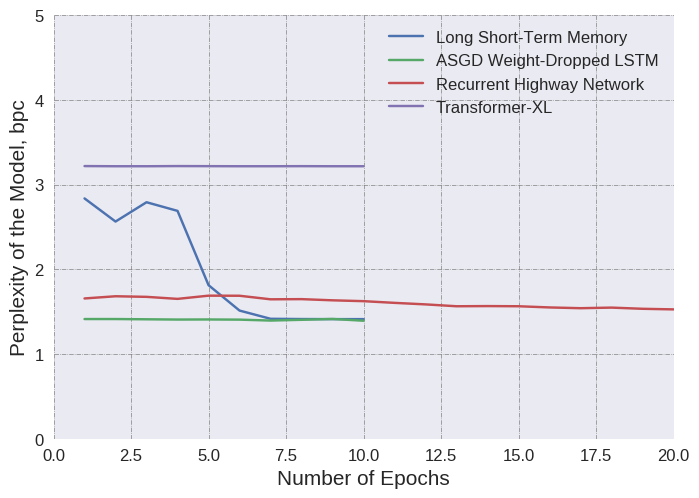 5
4
3
2
1
0
Perplexity of the Model, bpc
Long Short-Term Memory
ASGD Weight-Dropped LSTM
Recurrent Highway Network
Transformer-XL
0.0 2.5 5.0 7.5 10.0 12.5 15.0 17.5 20.0
Number of Epochs